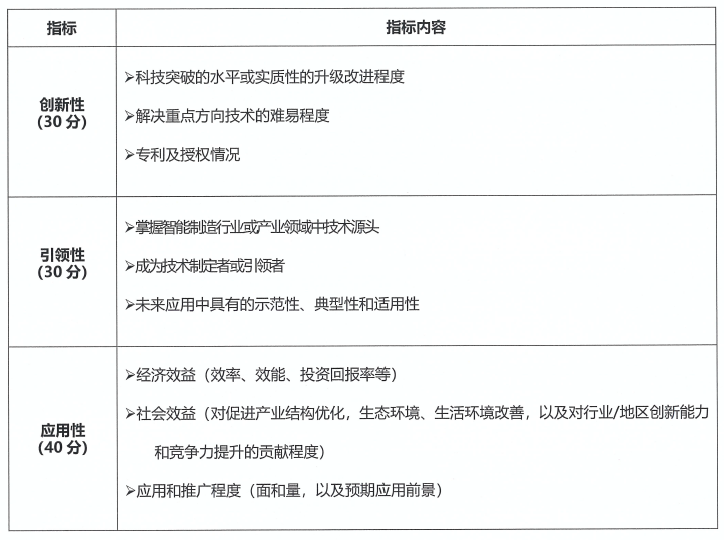 指标
指标内容
创新性
(30 分)
➢科技突破的水平或实质性的升级改进程度
➢解决重点方向技术的难易程度
➢专利及授权情况
引领性
(30 分)
➢掌握智能制造行业或产业领域中技术源头
➢成为技术制定者或引领者
➢未来应用中具有的示范性、典型性和适用性
应用性
(40 分)
➢经济效益（效率、效能、投资回报率等）
➢社会效益（对促进产业结构优化，生态环境、生活环境改善，以及对行业/地区创新能力
和竞争力提升的贡献程度）
➢应用和推广程度（面和量，以及预期应用前景）